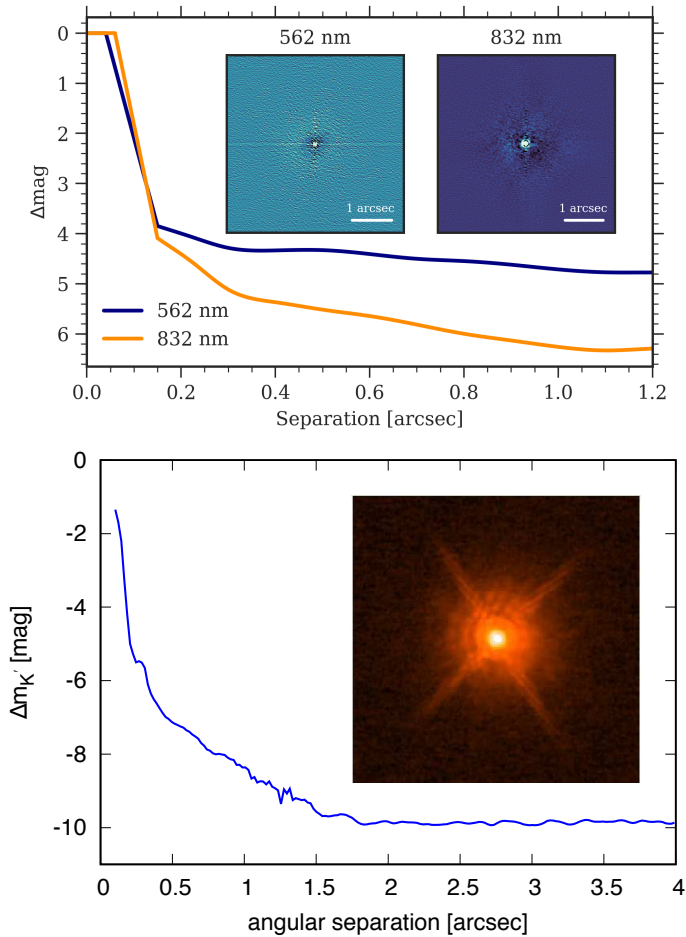 562 nm 832 nm
0
1
2
3
4
5
6
Δmag
1 arcsec 1 arcsec
562 nm
832 nm
0.0 0.2 0.4 0.6 0.8 1.0 1.2
Separation [arcsec]
0
-2
-4
-6
-8
-10
Δm_K′ [mag]
0 0.5 1 1.5 2 2.5 3 3.5 4
angular separation [arcsec]